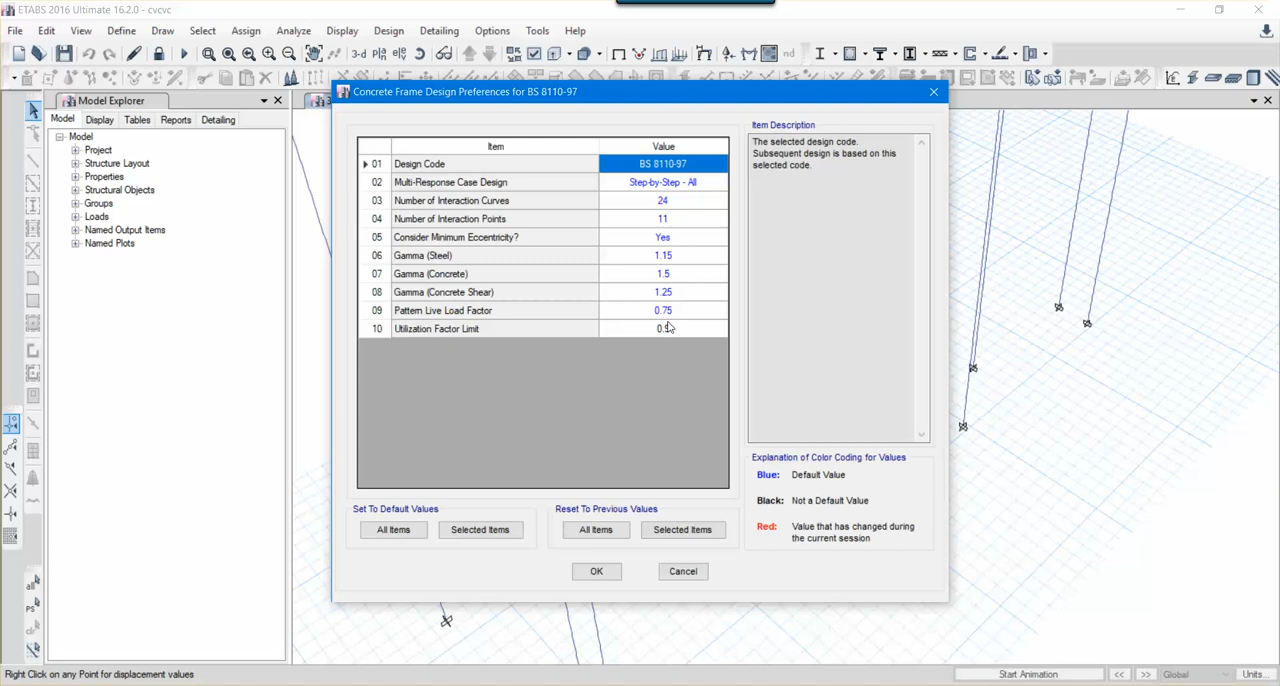 ETABS 2016 Ultimate 16.2.0 - cvcvc
File Edit View Define Draw Select Assign Analyze Display Design Detailing Options Tools Help
3-d
nd
Model Explorer
Model Display Tables Reports Detailing
Model
Project
Structure Layout
Properties
Structural Objects
Groups
Loads
Named Output Items
Named Plots
Concrete Frame Design Preferences for BS 8110-97
Item Value
01 Design Code BS 8110-97
02 Multi-Response Case Design Step-by-Step - All
03 Number of Interaction Curves 24
04 Number of Interaction Points 11
05 Consider Minimum Eccentricity? Yes
06 Gamma (Steel) 1.15
07 Gamma (Concrete) 1.5
08 Gamma (Concrete Shear) 1.25
09 Pattern Live Load Factor 0.75
10 Utilization Factor Limit
Item Description
The selected design code.
Subsequent design is based on this
selected code.
Explanation of Color Coding for Values
Blue: Default Value
Black: Not a Default Value
Red: Value that has changed during
the current session
Set To Default Values
All Items Selected Items
Reset To Previous Values
All Items Selected Items
OK Cancel
all
Right Click on any Point for displacement values
Start Animation << >> Global Units...